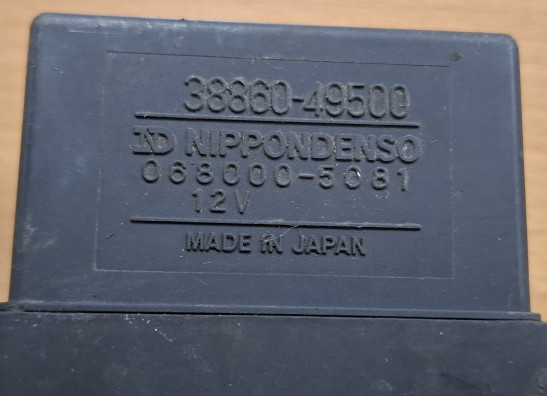 38860-49500
ND NIPPONDENSO
068000-5081
12V
MADE IN JAPAN